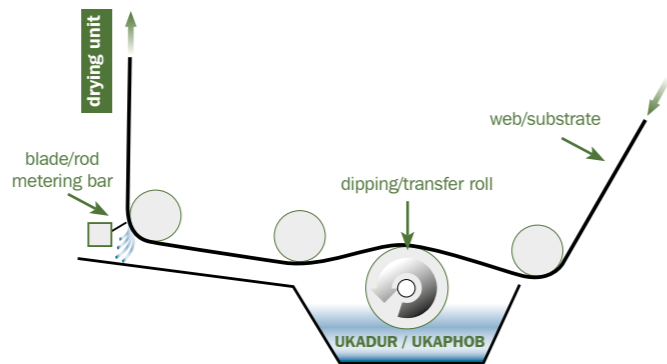 drying unit
web/substrate
blade/rod
metering bar
dipping/transfer roll
UKADUR / UKAPHOB